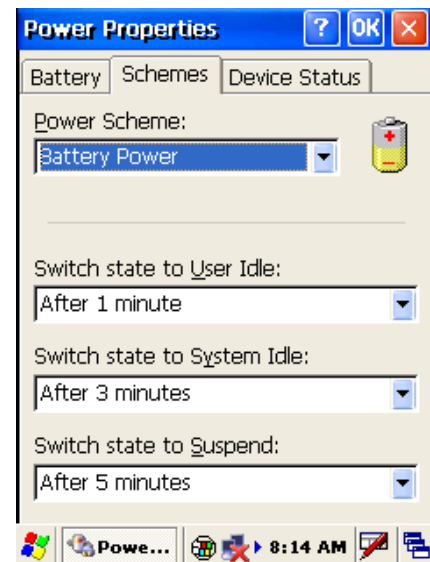 Power Properties ? OK ×
Battery Schemes Device Status
Power Scheme:
Battery Power
Switch state to User Idle:
After 1 minute
Switch state to System Idle:
After 3 minutes
Switch state to Suspend:
After 5 minutes
Powe... 8:14 AM